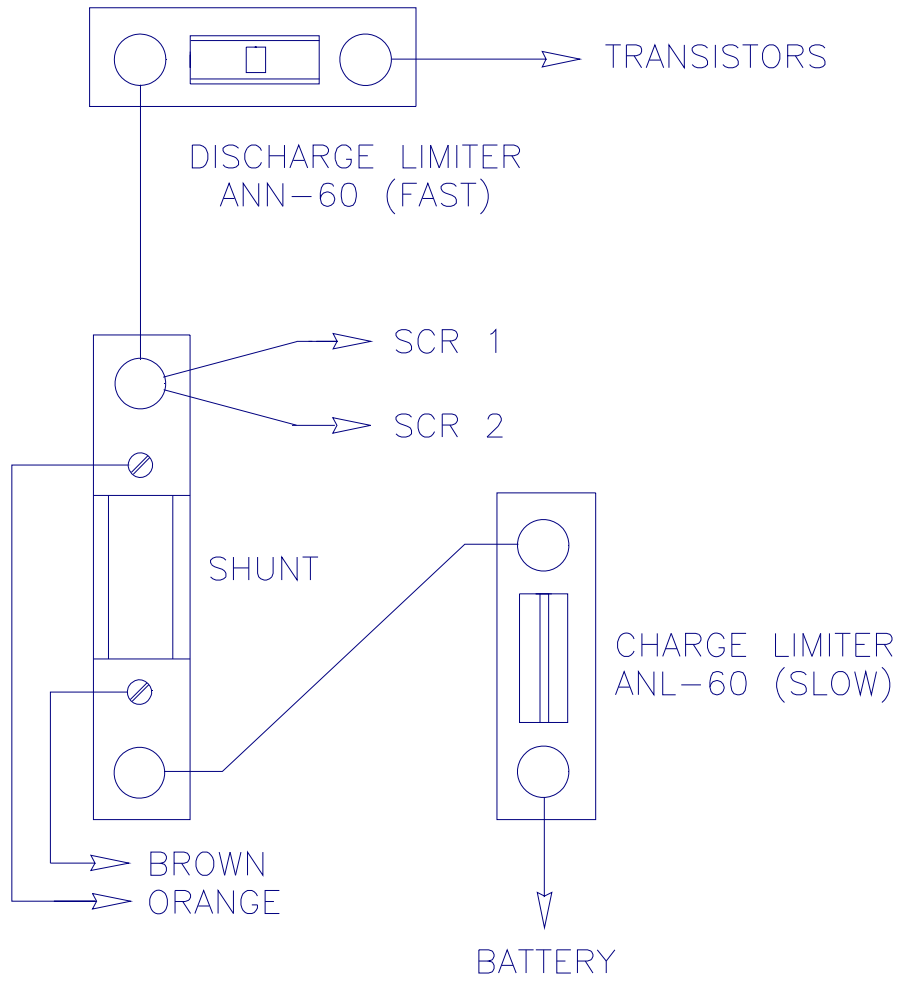 TRANSISTORS
DISCHARGE LIMITER
ANN-60 (FAST)
SCR 1
SCR 2
SHUNT
CHARGE LIMITER
ANL-60 (SLOW)
BROWN
ORANGE
BATTERY